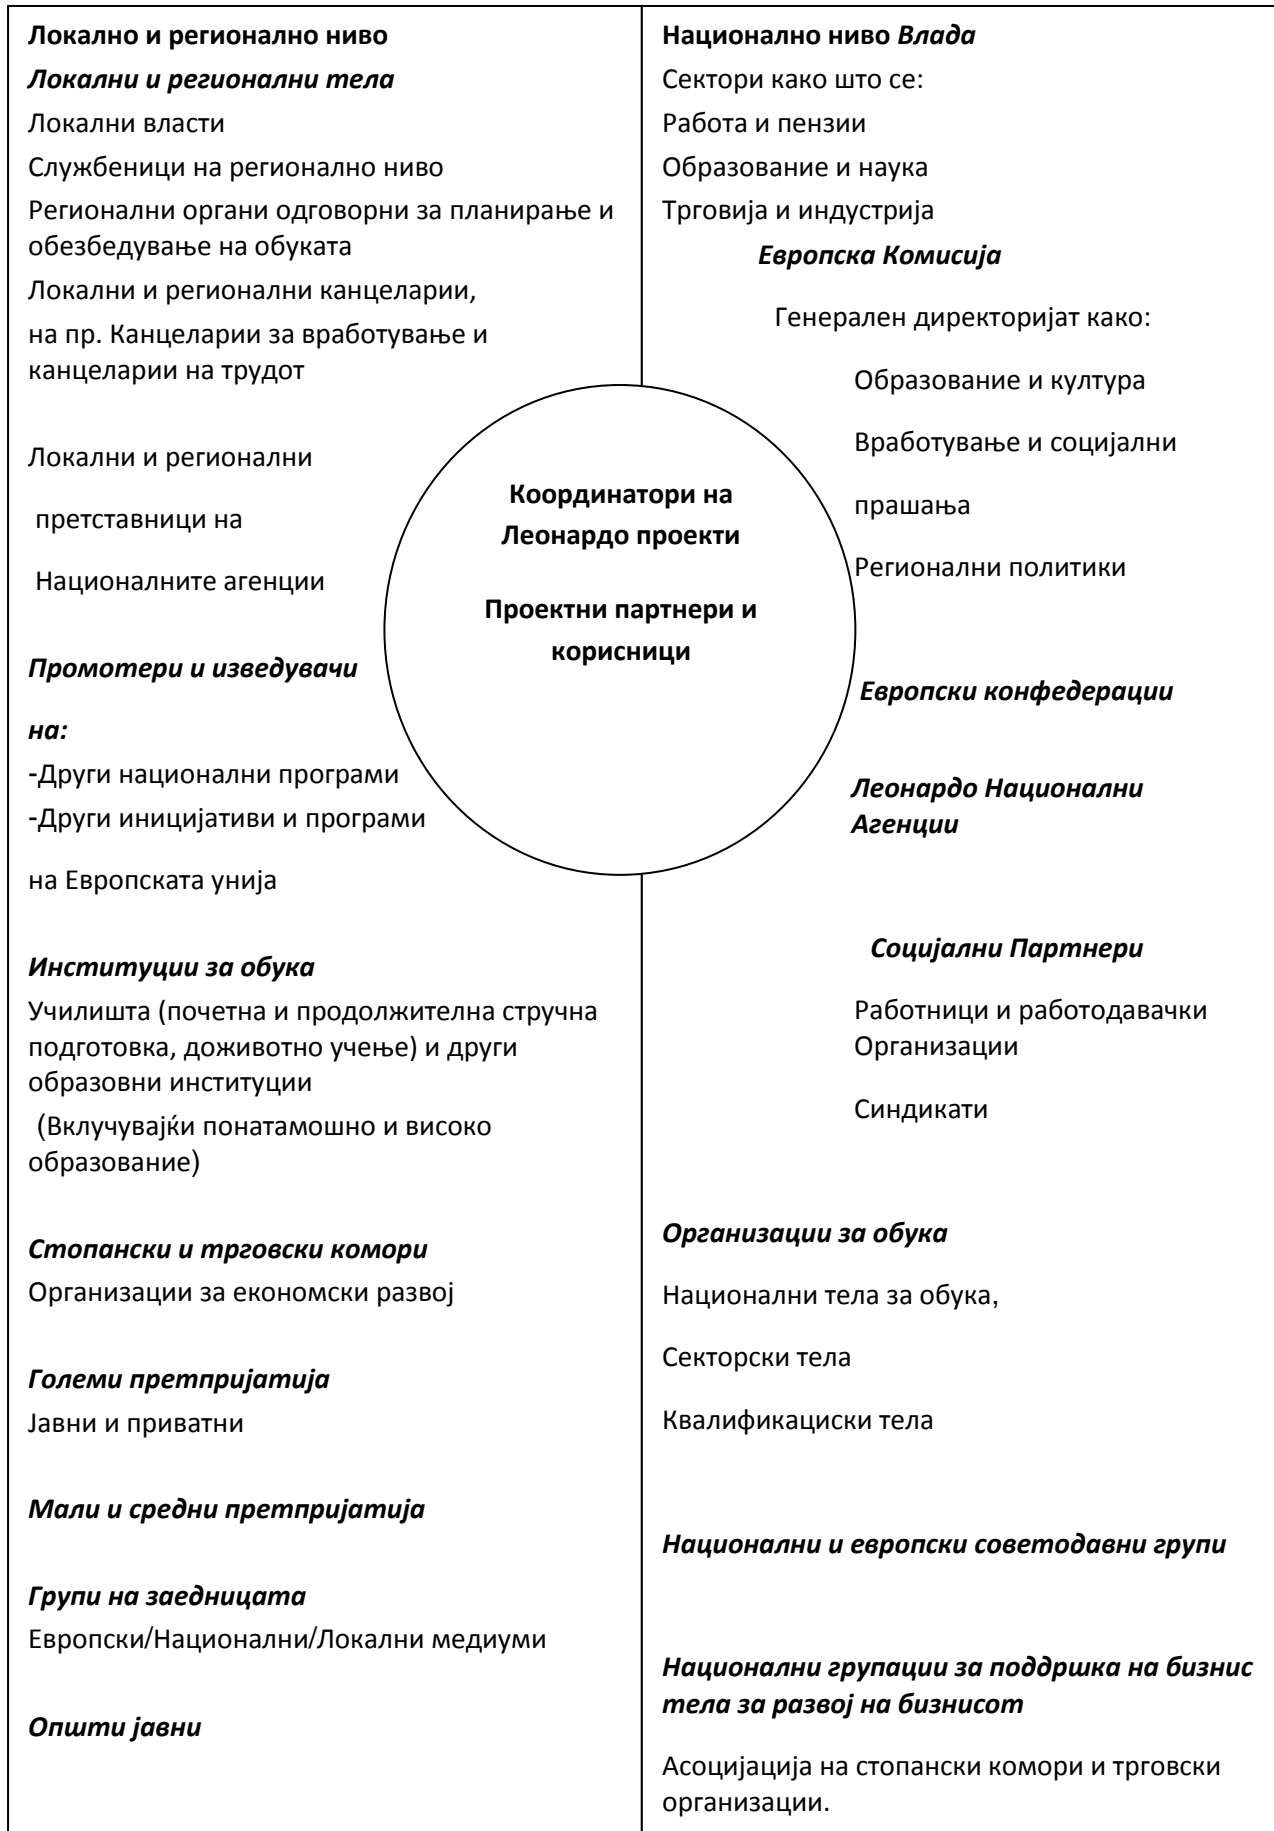 Локално и регионално ниво
Локални и регионални тела
Локални власти
Службеници на регионално ниво
Регионални органи одговорни за планирање и
обезбедување на обуката
Локални и регионални канцеларии,
на пр. Канцеларии за вработување и
канцеларии на трудот
Локални и регионални
претставници на
Националните агенции
Промотери и изведувачи
на:
-Други национални програми
-Други иницијативи и програми
на Европската унија
Институции за обука
Училишта (почетна и продолжителна стручна
подготовка, доживотно учење) и други
образовни институции
(Вклучувајќи понатамошно и високо
образование)
Стопански и трговски комори
Организации за економски развој
Големи претпријатија
Јавни и приватни
Мали и средни претпријатија
Групи на заедницата
Европски/Национални/Локални медиуми
Општи јавни
Координатори на
Леонардо проекти
Проектни партнери и
корисници
Национално ниво Влада
Сектори како што се:
Работа и пензии
Образование и наука
Трговија и индустрија
Европска Комисија
Генерален директоријат како:
Образование и култура
Вработување и социјални
прашања
Регионални политики
Европски конфедерации
Леонардо Национални
Агенции
Социјални Партнери
Работници и работодавачки
Организации
Синдикати
Организации за обука
Национални тела за обука,
Секторски тела
Квалификациски тела
Национални и европски советодавни групи
Национални групации за поддршка на бизнис
тела за развој на бизнисот
Асоцијација на стопански комори и трговски
организации.